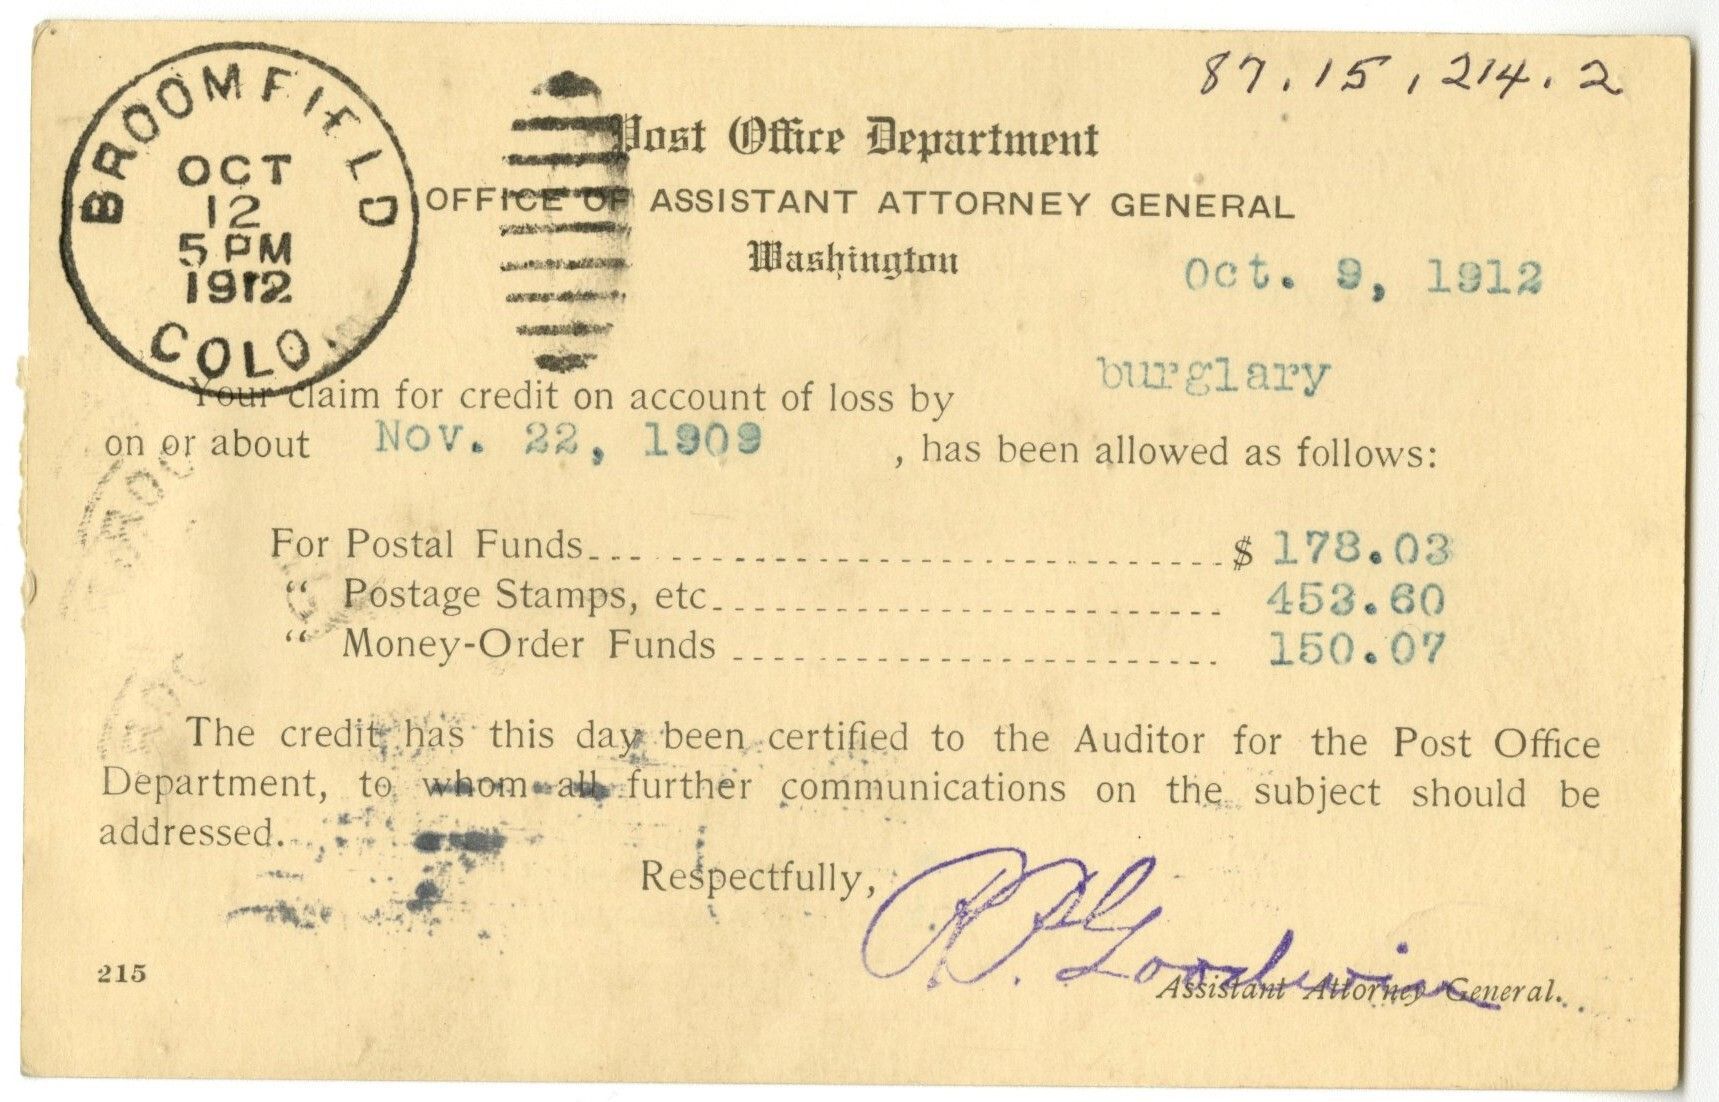 87.15.214.2
BROOMFIELD
OCT
12
5 PM
1912
COLO.
Post Office Department
OFFICE OF ASSISTANT ATTORNEY GENERAL
Washington
Oct. 9, 1912
Your claim for credit on account of loss by burglary
on or about Nov. 22, 1909 , has been allowed as follows:
For Postal Funds $ 178.03
“ Postage Stamps, etc. 453.60
“ Money-Order Funds 150.07
The credit has this day been certified to the Auditor for the Post Office
Department, to whom all further communications on the subject should be
addressed.
Respectfully,
R. P. Goodwin
Assistant Attorney General.
215